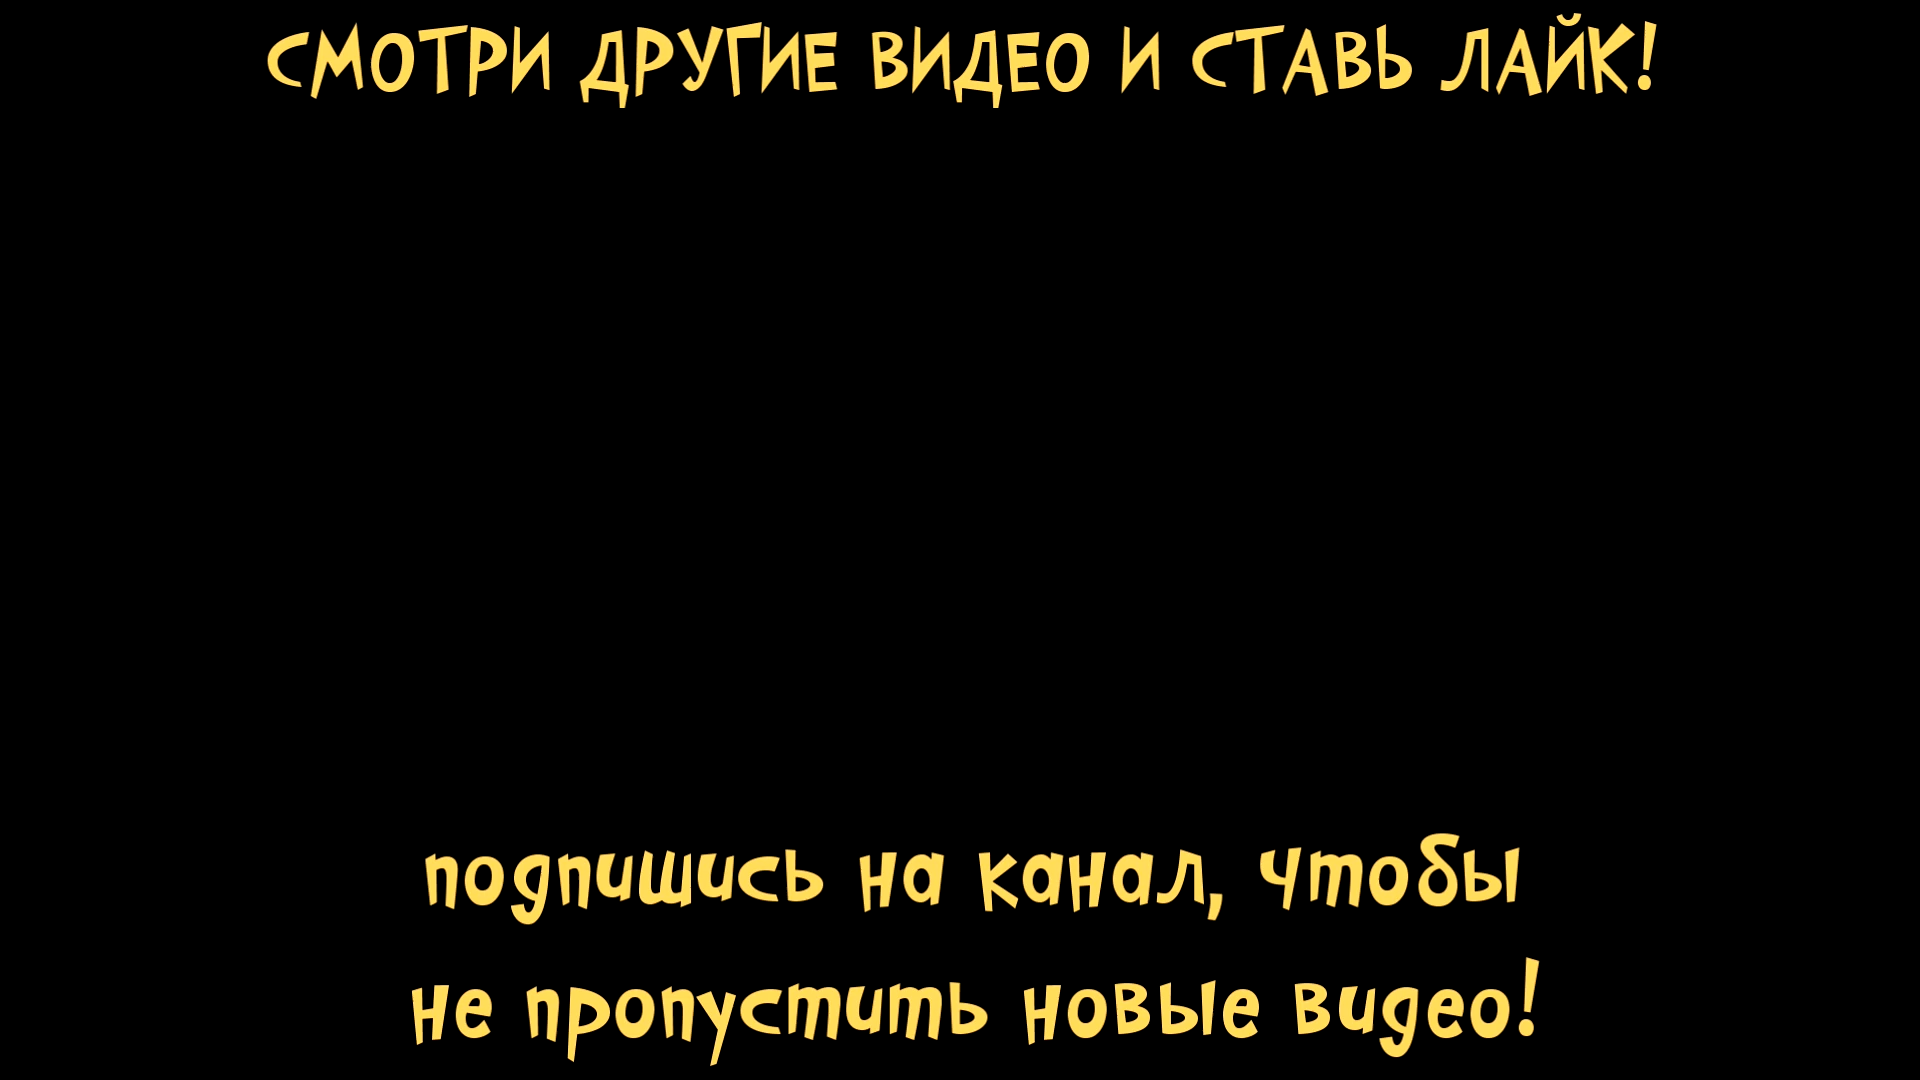 СМОТРИ ДРУГИЕ ВИДЕО И СТАВЬ ЛАЙК!
подпишись на канал, чтобы
не пропустить новые видео!